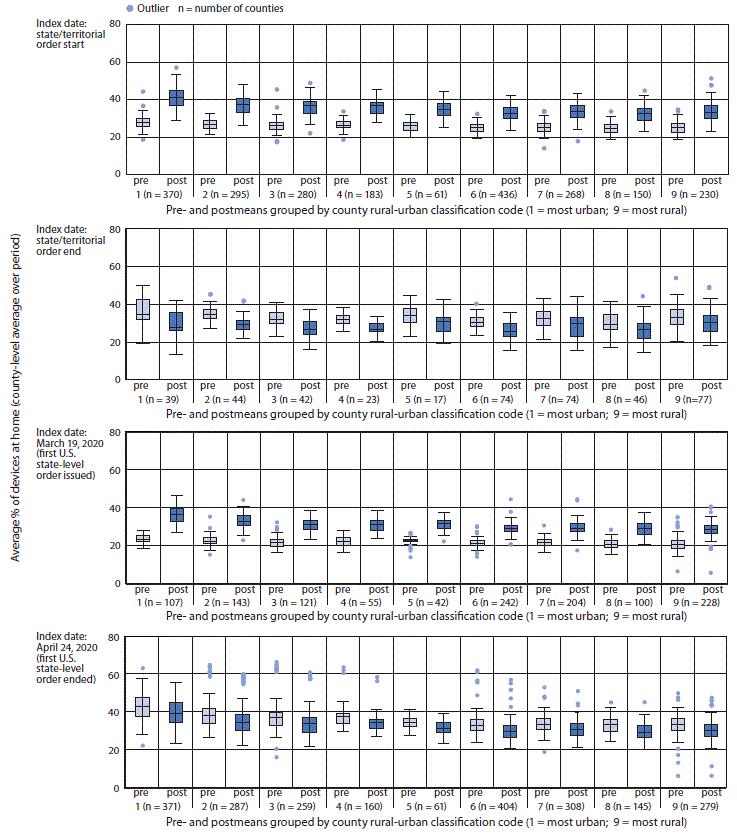 Outlier n = number of counties
Index date:
state/territorial
order start
80
60
40
20
0
pre post pre post pre post pre post pre post pre post pre post pre post pre post
1 (n = 370) 2 (n = 295) 3 (n = 280) 4 (n = 183) 5 (n = 61) 6 (n = 436) 7 (n = 268) 8 (n = 150) 9 (n = 230)
Pre- and postmeans grouped by county rural-urban classification code (1 = most urban; 9 = most rural)
Average % of devices at home (county-level average over period)
Index date:
state/territorial
order end
80
60
40
20
0
pre post pre post pre post pre post pre post pre post pre post pre post pre post
1 (n = 39) 2 (n = 44) 3 (n = 42) 4 (n = 23) 5 (n = 17) 6 (n = 74) 7 (n = 74) 8 (n = 46) 9 (n=77)
Pre- and postmeans grouped by county rural-urban classification code (1 = most urban; 9 = most rural)
Index date:
March 19, 2020
(first U.S.
state-level
order issued)
80
60
40
20
0
pre post pre post pre post pre post pre post pre post pre post pre post pre post
1 (n = 107) 2 (n = 143) 3 (n = 121) 4 (n = 55) 5 (n = 42) 6 (n = 242) 7 (n = 204) 8 (n = 100) 9 (n = 228)
Pre- and postmeans grouped by county rural-urban classification code (1 = most urban; 9 = most rural)
Index date:
April 24, 2020
(first U.S.
state-level
order ended)
80
60
40
20
0
pre post pre post pre post pre post pre post pre post pre post pre post pre post
1 (n = 371) 2 (n = 287) 3 (n = 259) 4 (n = 160) 5 (n = 61) 6 (n = 404) 7 (n = 308) 8 (n = 145) 9 (n = 279)
Pre- and postmeans grouped by county rural-urban classification code (1 = most urban; 9 = most rural)